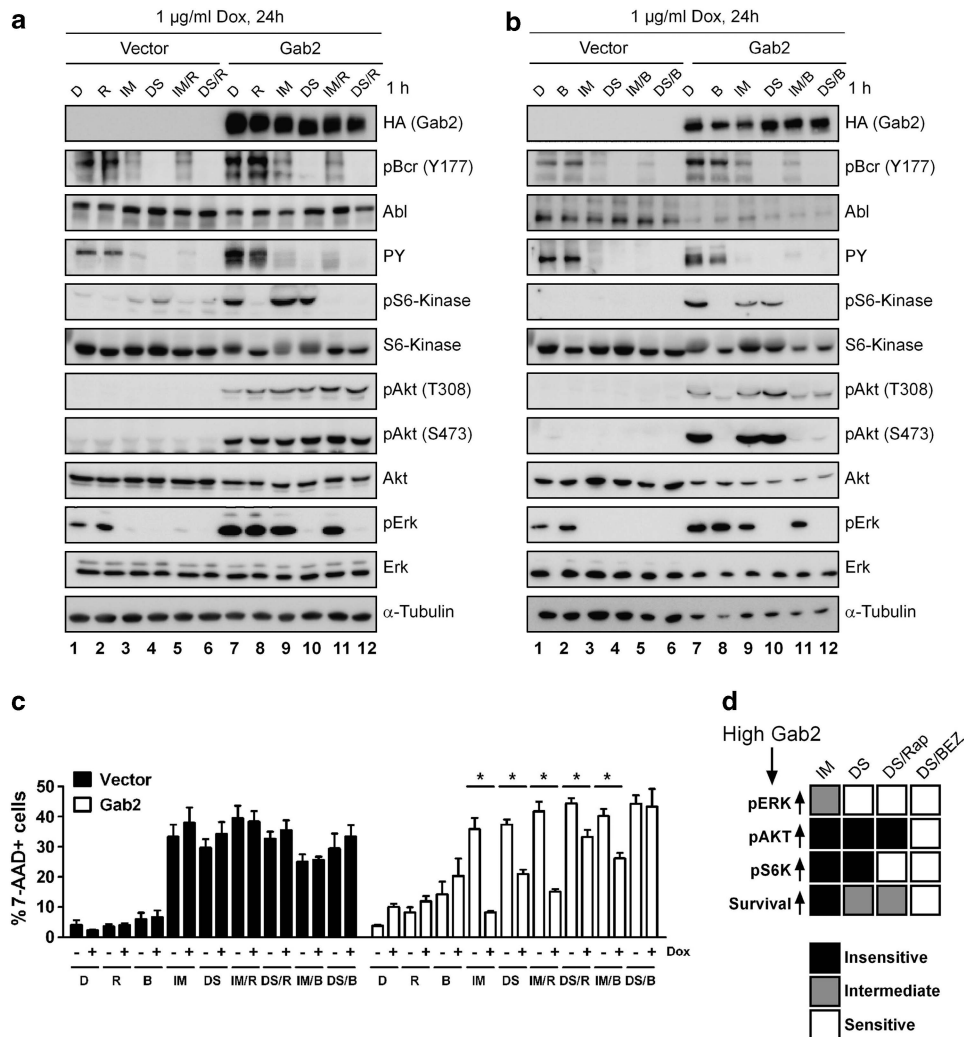 a
1 µg/ml Dox, 24h
Vector Gab2
D R IM DS IM/R DS/R D R IM DS IM/R DS/R 1 h
HA (Gab2)
pBcr (Y177)
Abl
PY
pS6-Kinase
S6-Kinase
pAkt (T308)
pAkt (S473)
Akt
pErk
Erk
α-Tubulin
1 2 3 4 5 6 7 8 9 10 11 12
b
1 µg/ml Dox, 24h
Vector Gab2
D B IM DS IM/B DS/B D B IM DS IM/B DS/B 1 h
HA (Gab2)
pBcr (Y177)
Abl
PY
pS6-Kinase
S6-Kinase
pAkt (T308)
pAkt (S473)
Akt
pErk
Erk
α-Tubulin
1 2 3 4 5 6 7 8 9 10 11 12
c
Vector
Gab2
% 7-AAD+ cells
50
40
30
20
10
0
* * * * *
- + - + - + - + - + - + - + - + - + - + - + - + - + - + - + - + - + - + Dox
D R B IM DS IM/R DS/R IM/B DS/B D R B IM DS IM/R DS/R IM/B DS/B
d
High Gab2
IM DS DS/Rap DS/BEZ
pERK
pAKT
pS6K
Survival
Insensitive
Intermediate
Sensitive